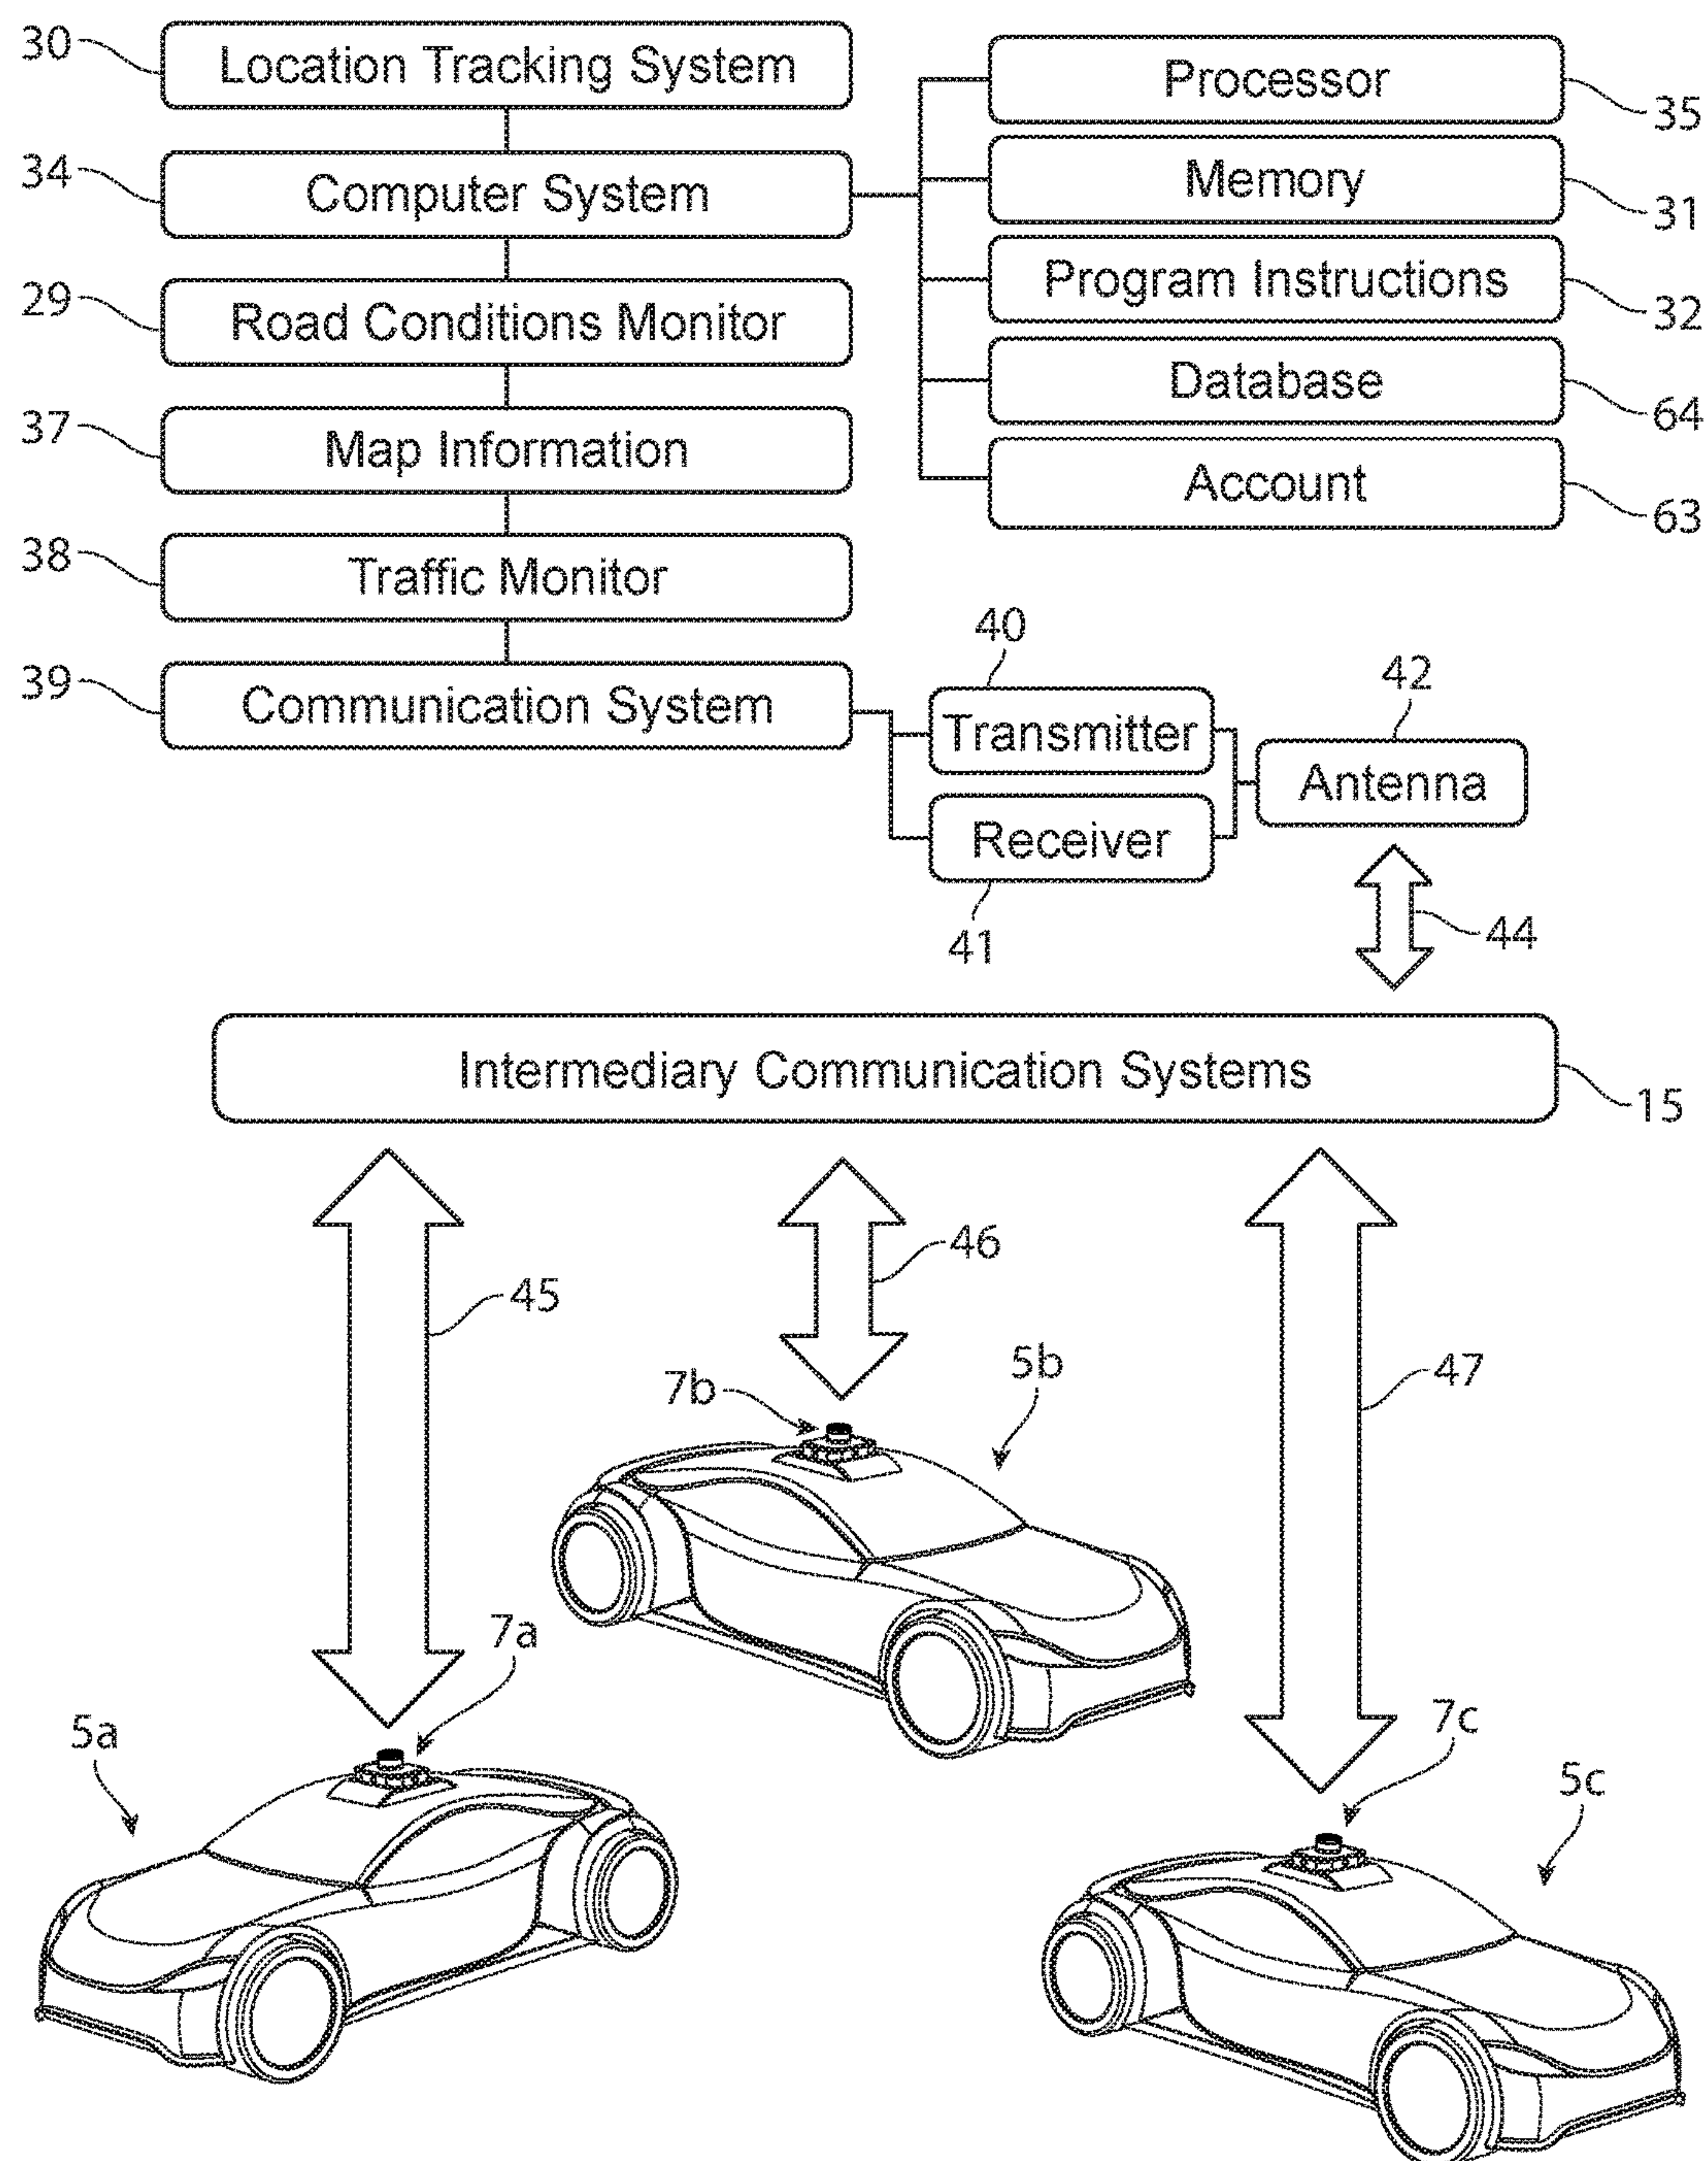 30
Location Tracking System
Processor
35
34
Computer System
Memory
31
29
Road Conditions Monitor
Program Instructions
32
37
Map Information
Database
64
38
Traffic Monitor
Account
63
39
Communication System
40
Transmitter
42
Antenna
Receiver
41
44
Intermediary Communication Systems
15
45
46
47
7b
5b
7a
5a
7c
5c